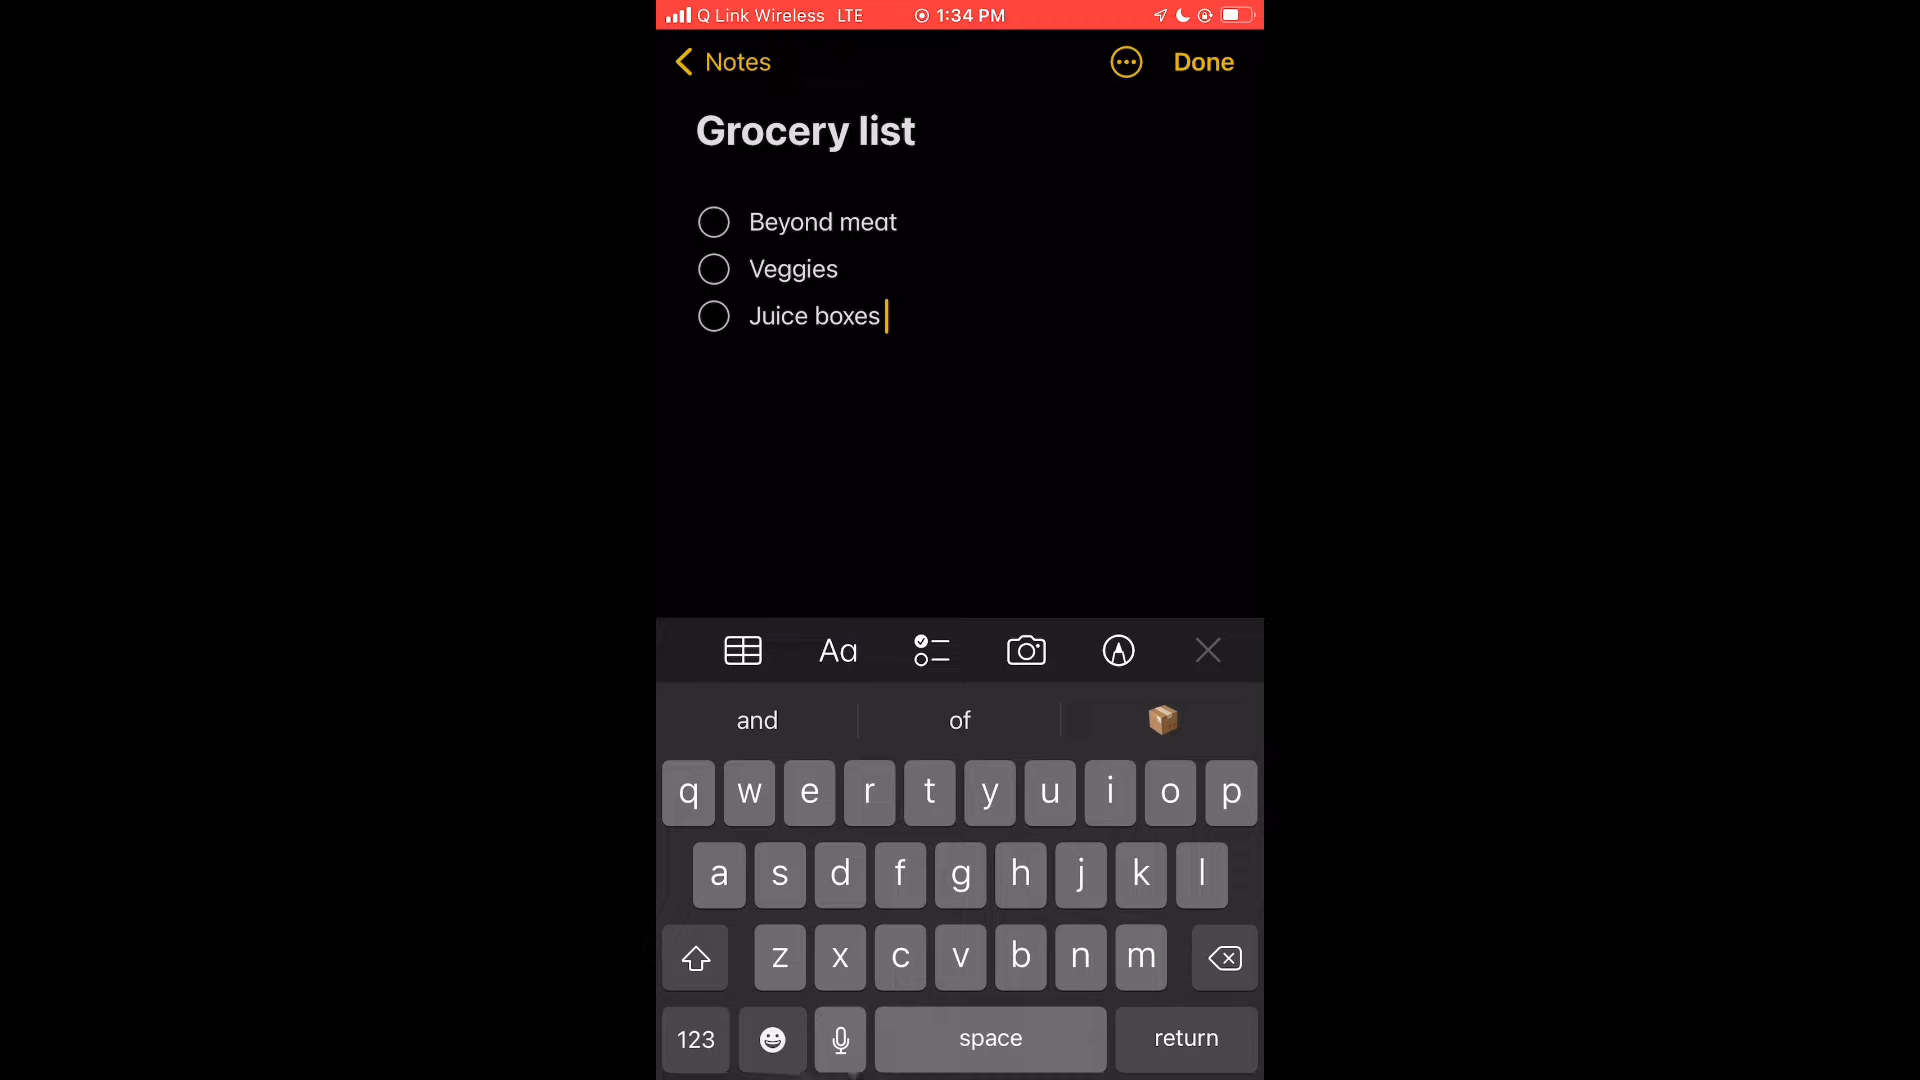 Q Link Wireless LTE 1:34 PM
Notes Done
Grocery list
Beyond meat
Veggies
Juice boxes
Aa
and of
q w e r t y u i o p
a s d f g h j k l
z x c v b n m
123 space return